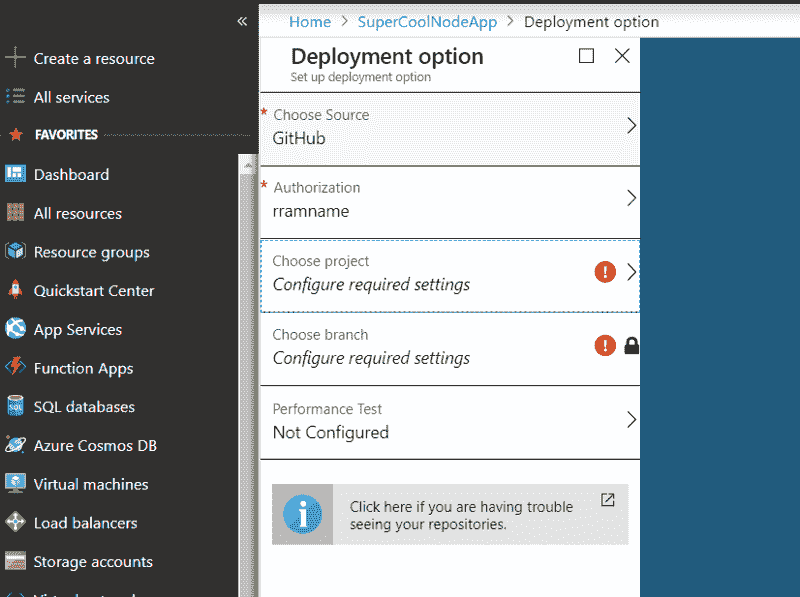 «
Home > SuperCoolNodeApp > Deployment option
Create a resource
All services
FAVORITES
Dashboard
All resources
Resource groups
Quickstart Center
App Services
Function Apps
SQL
SQL databases
Azure Cosmos DB
Virtual machines
Load balancers
Storage accounts
Deployment option
Set up deployment option
* Choose Source
GitHub
* Authorization
rramname
Choose project
Configure required settings
!
Choose branch
Configure required settings
!
Performance Test
Not Configured
i
Click here if you are having trouble
seeing your repositories.